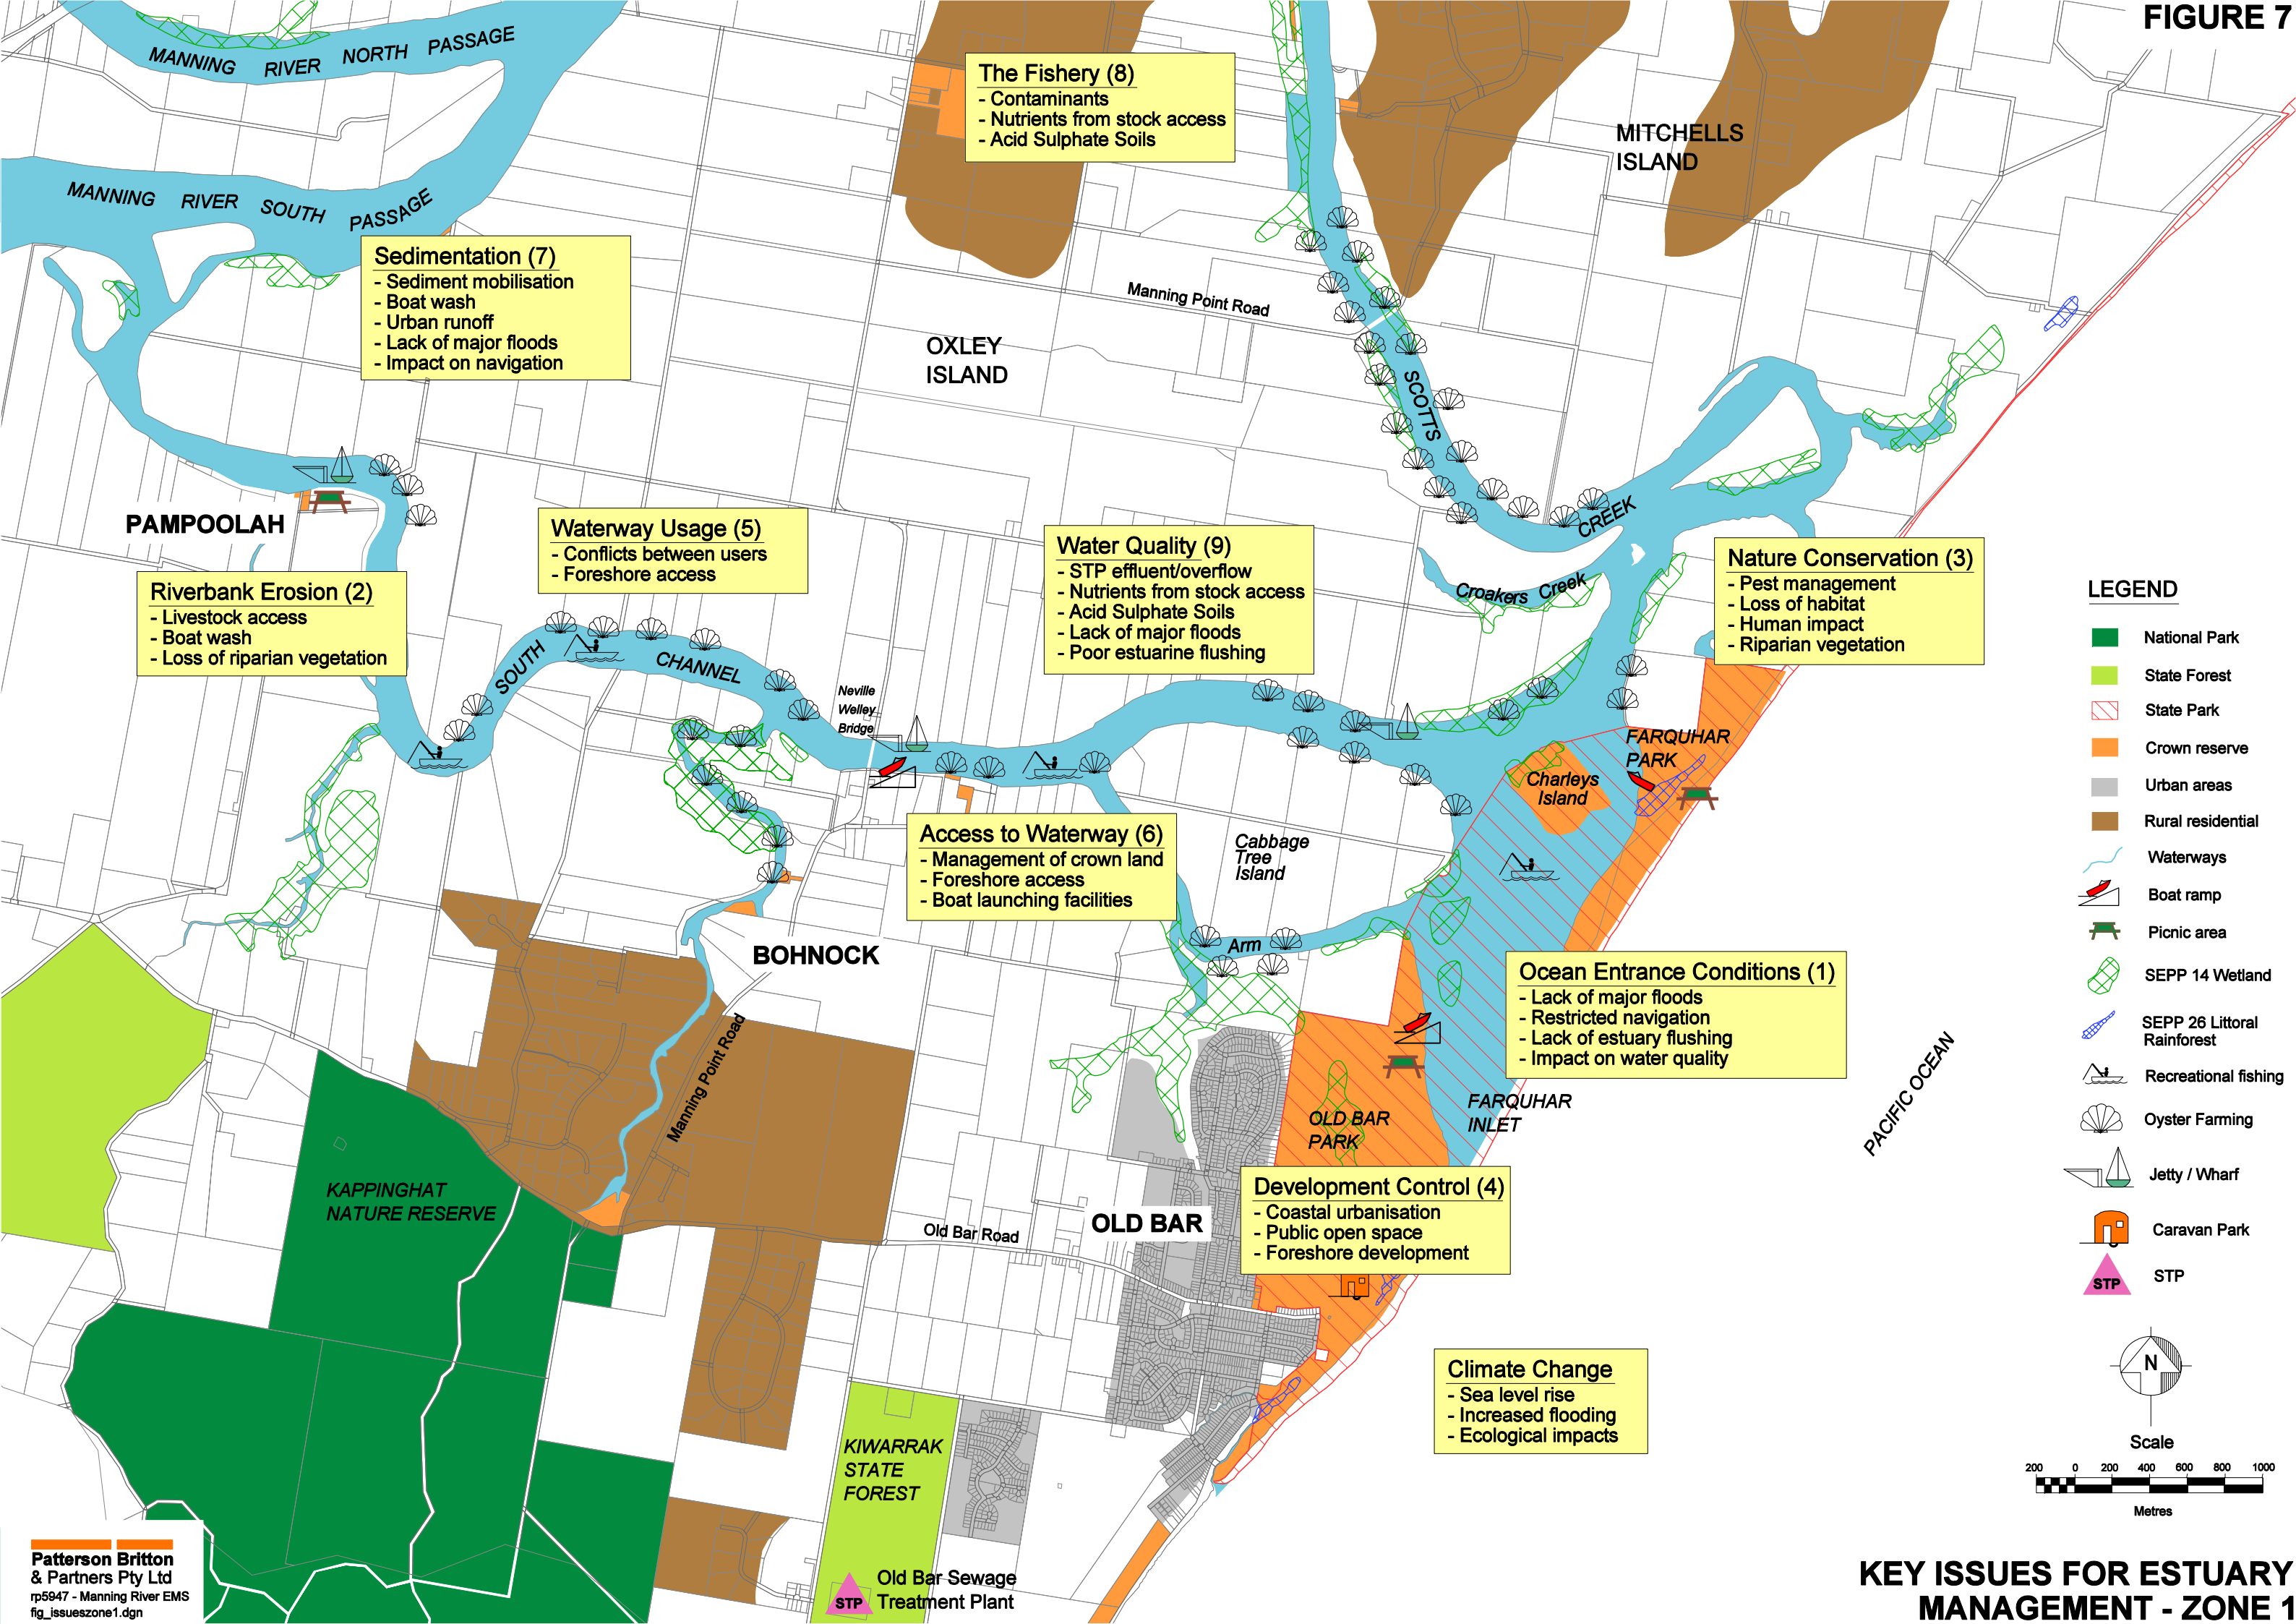 FIGURE 7
MANNING RIVER NORTH PASSAGE
MANNING RIVER SOUTH PASSAGE
The Fishery (8)
- Contaminants
- Nutrients from stock access
- Acid Sulphate Soils
MITCHELLS
ISLAND
Sedimentation (7)
- Sediment mobilisation
- Boat wash
- Urban runoff
- Lack of major floods
- Impact on navigation
Manning Point Road
OXLEY
ISLAND
SCOTTS
CREEK
PAMPOOLAH
Waterway Usage (5)
- Conflicts between users
- Foreshore access
Water Quality (9)
- STP effluent/overflow
- Nutrients from stock access
- Acid Sulphate Soils
- Lack of major floods
- Poor estuarine flushing
Croakers Creek
Nature Conservation (3)
- Pest management
- Loss of habitat
- Human impact
- Riparian vegetation
Riverbank Erosion (2)
- Livestock access
- Boat wash
- Loss of riparian vegetation
SOUTH CHANNEL
Neville
Welley
Bridge
FARQUHAR
PARK
Charleys
Island
Access to Waterway (6)
- Management of crown land
- Foreshore access
- Boat launching facilities
Cabbage
Tree
Island
Arm
BOHNOCK
Ocean Entrance Conditions (1)
- Lack of major floods
- Restricted navigation
- Lack of estuary flushing
- Impact on water quality
Manning Point Road
FARQUHAR
INLET
OLD BAR
PARK
PACIFIC OCEAN
KAPPINGHAT
NATURE RESERVE
Old Bar Road
OLD BAR
Development Control (4)
- Coastal urbanisation
- Public open space
- Foreshore development
Climate Change
- Sea level rise
- Increased flooding
- Ecological impacts
KIWARRAK
STATE
FOREST
STP
Old Bar Sewage
Treatment Plant
LEGEND
National Park
State Forest
State Park
Crown reserve
Urban areas
Rural residential
Waterways
Boat ramp
Picnic area
SEPP 14 Wetland
SEPP 26 Littoral
Rainforest
Recreational fishing
Oyster Farming
Jetty / Wharf
Caravan Park
STP
STP
N
Scale
200 0 200 400 600 800 1000
Metres
Patterson Britton
& Partners Pty Ltd
rp5947 - Manning River EMS
fig_issueszone1.dgn
KEY ISSUES FOR ESTUARY
MANAGEMENT - ZONE 1